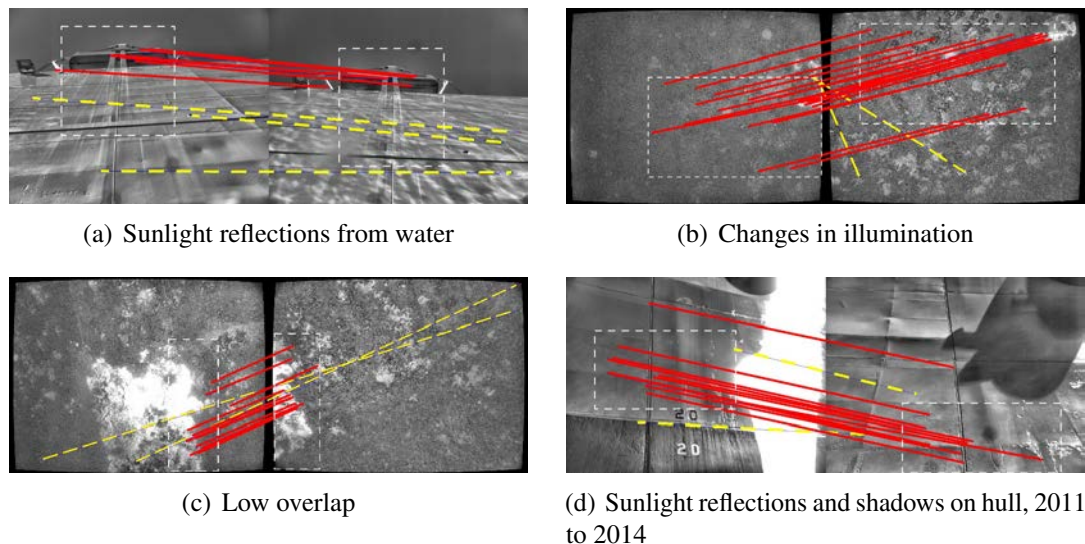 (a) Sunlight reflections from water
(b) Changes in illumination
20
20
(c) Low overlap
(d) Sunlight reflections and shadows on hull, 2011
to 2014